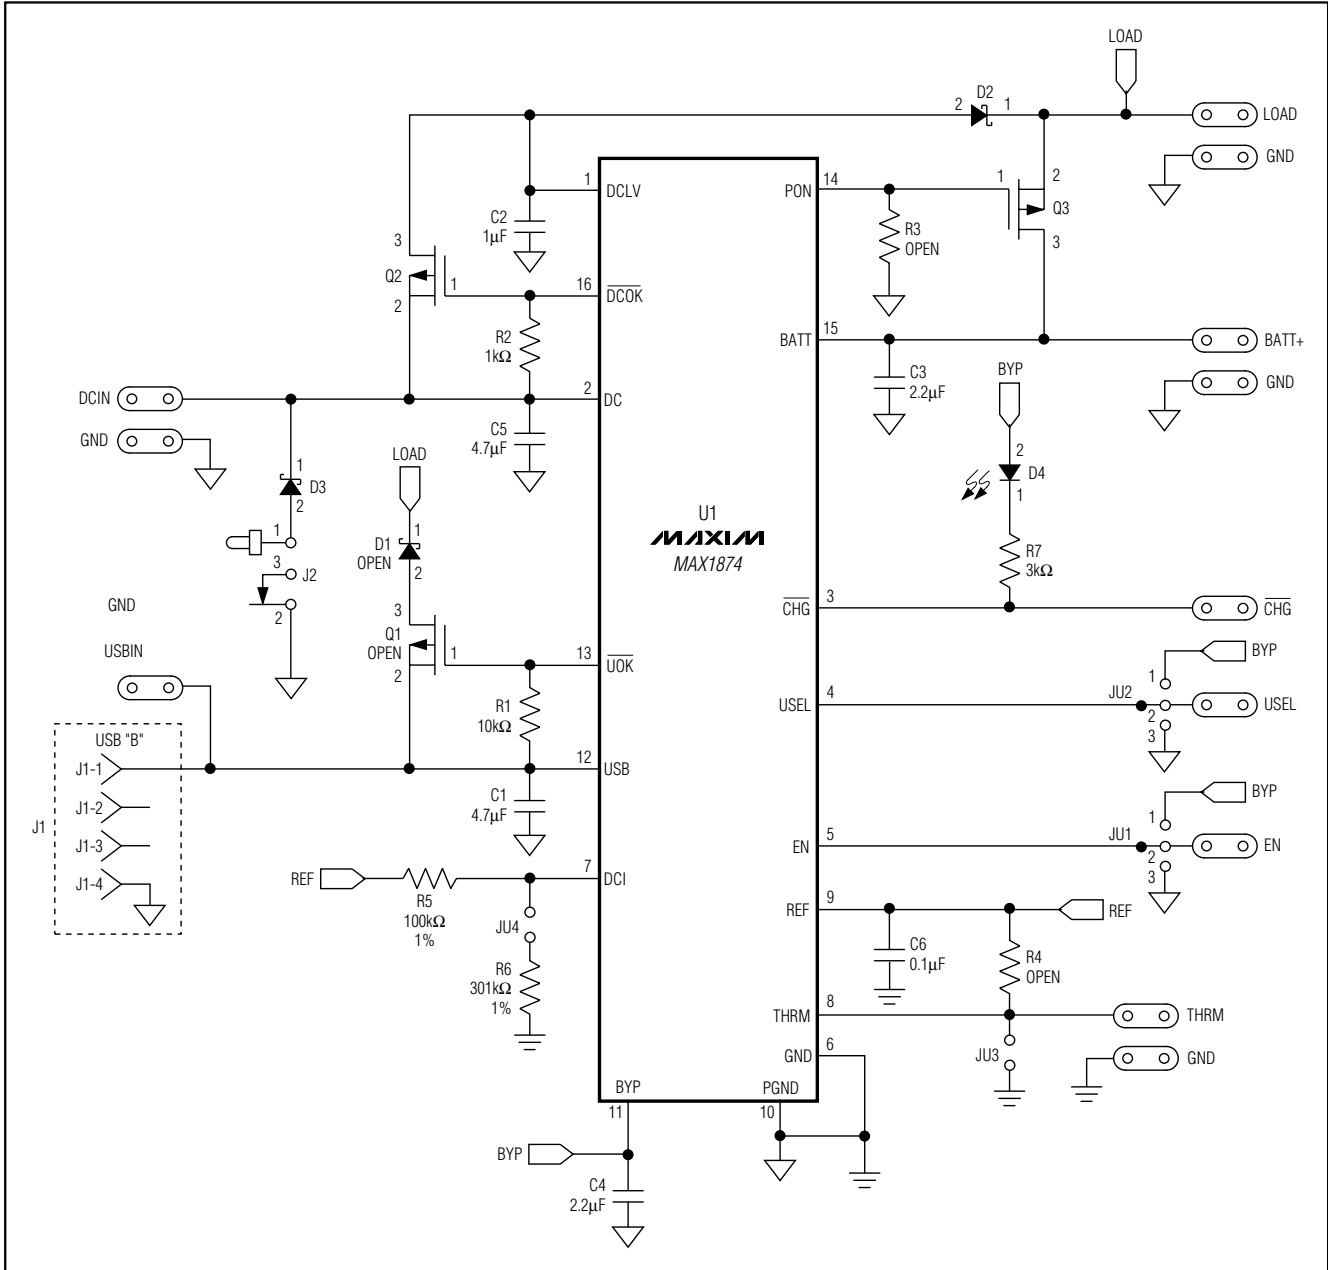 LOAD
D2
2
1
LOAD
GND
1
DCLV
C2
1µF
PON
14
R3
OPEN
1
2
Q3
3
3
Q2
2
1
16
DCOK
R2
1kΩ
BATT
15
BATT+
C3
2.2µF
GND
DCIN
2
DC
GND
C5
4.7µF
BYP
2
D4
1
LOAD
1
D3
2
1
3
J2
2
1
D1
OPEN
2
U1
MAXIM
MAX1874
R7
3kΩ
CHG
3
CHG
GND
USBIN
3
Q1
OPEN
2
1
13
UOK
R1
10kΩ
BYP
1
JU2
USEL
4
USEL
2
3
USB "B"
J1-1
J1-2
J1
J1-3
J1-4
12
USB
C1
4.7µF
BYP
1
JU1
EN
5
EN
2
3
REF
R5
100kΩ
1%
7
DCI
JU4
R6
301kΩ
1%
REF
9
REF
C6
0.1µF
R4
OPEN
THRM
8
THRM
JU3
GND
6
GND
BYP
11
PGND
10
BYP
C4
2.2µF